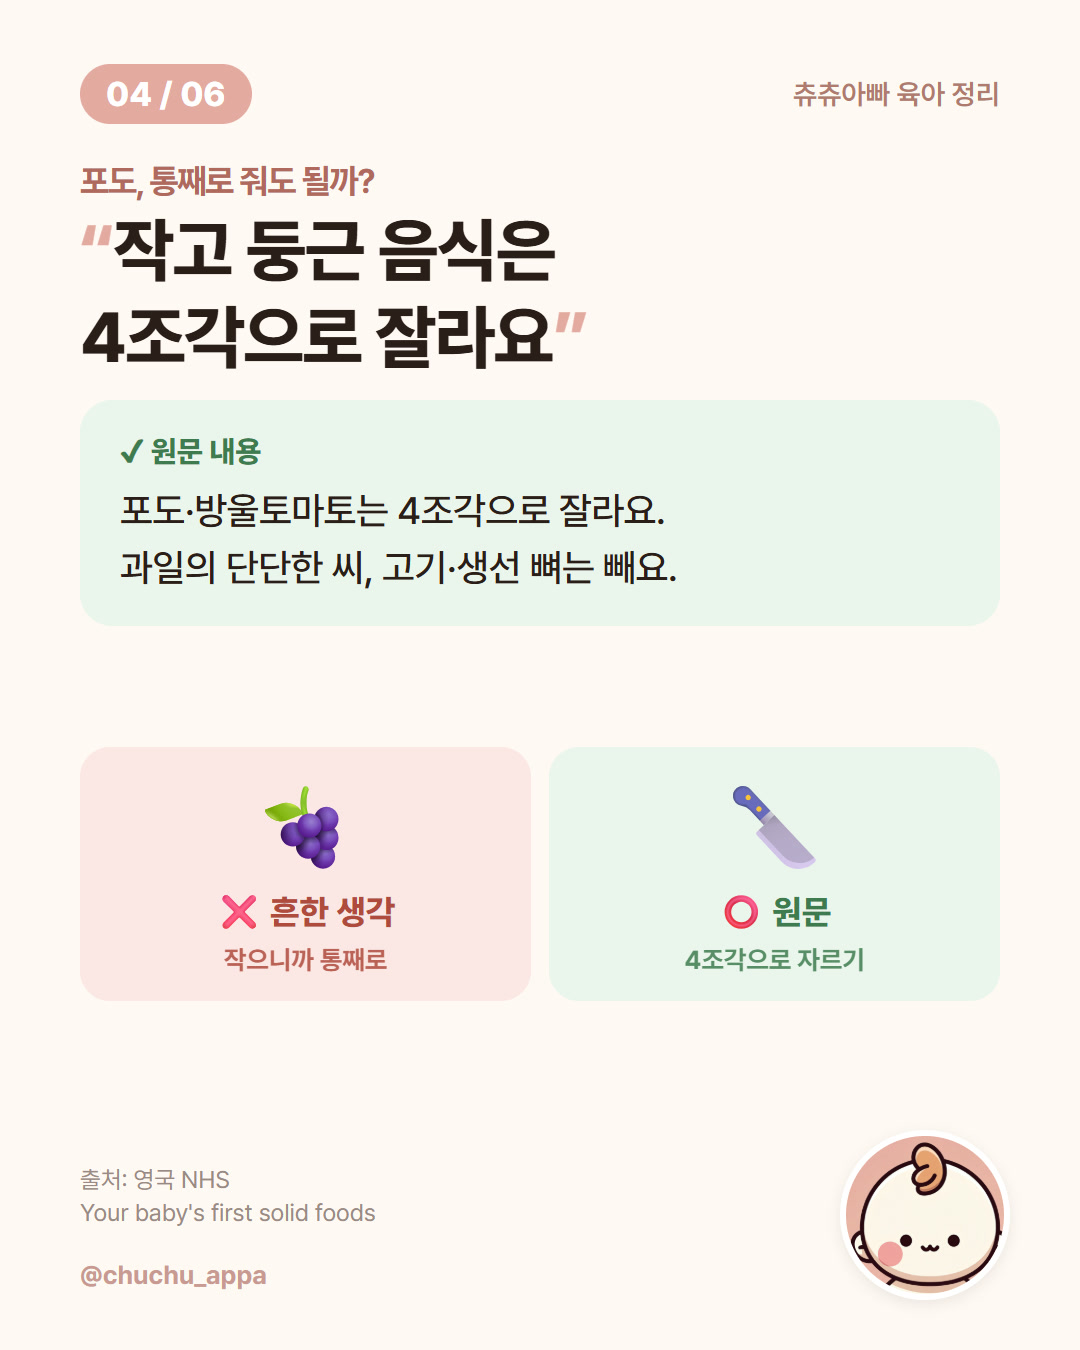 04 / 06
츄츄아빠 육아 정리
포도, 통째로 줘도 될까?
“작고 둥근 음식은
4조각으로 잘라요”
✓ 원문 내용
포도·방울토마토는 4조각으로 잘라요.
과일의 단단한 씨, 고기·생선 뼈는 빼요.
❌ 흔한 생각
작으니까 통째로
⭕ 원문
4조각으로 자르기
출처: 영국 NHS
Your baby's first solid foods
@chuchu_appa